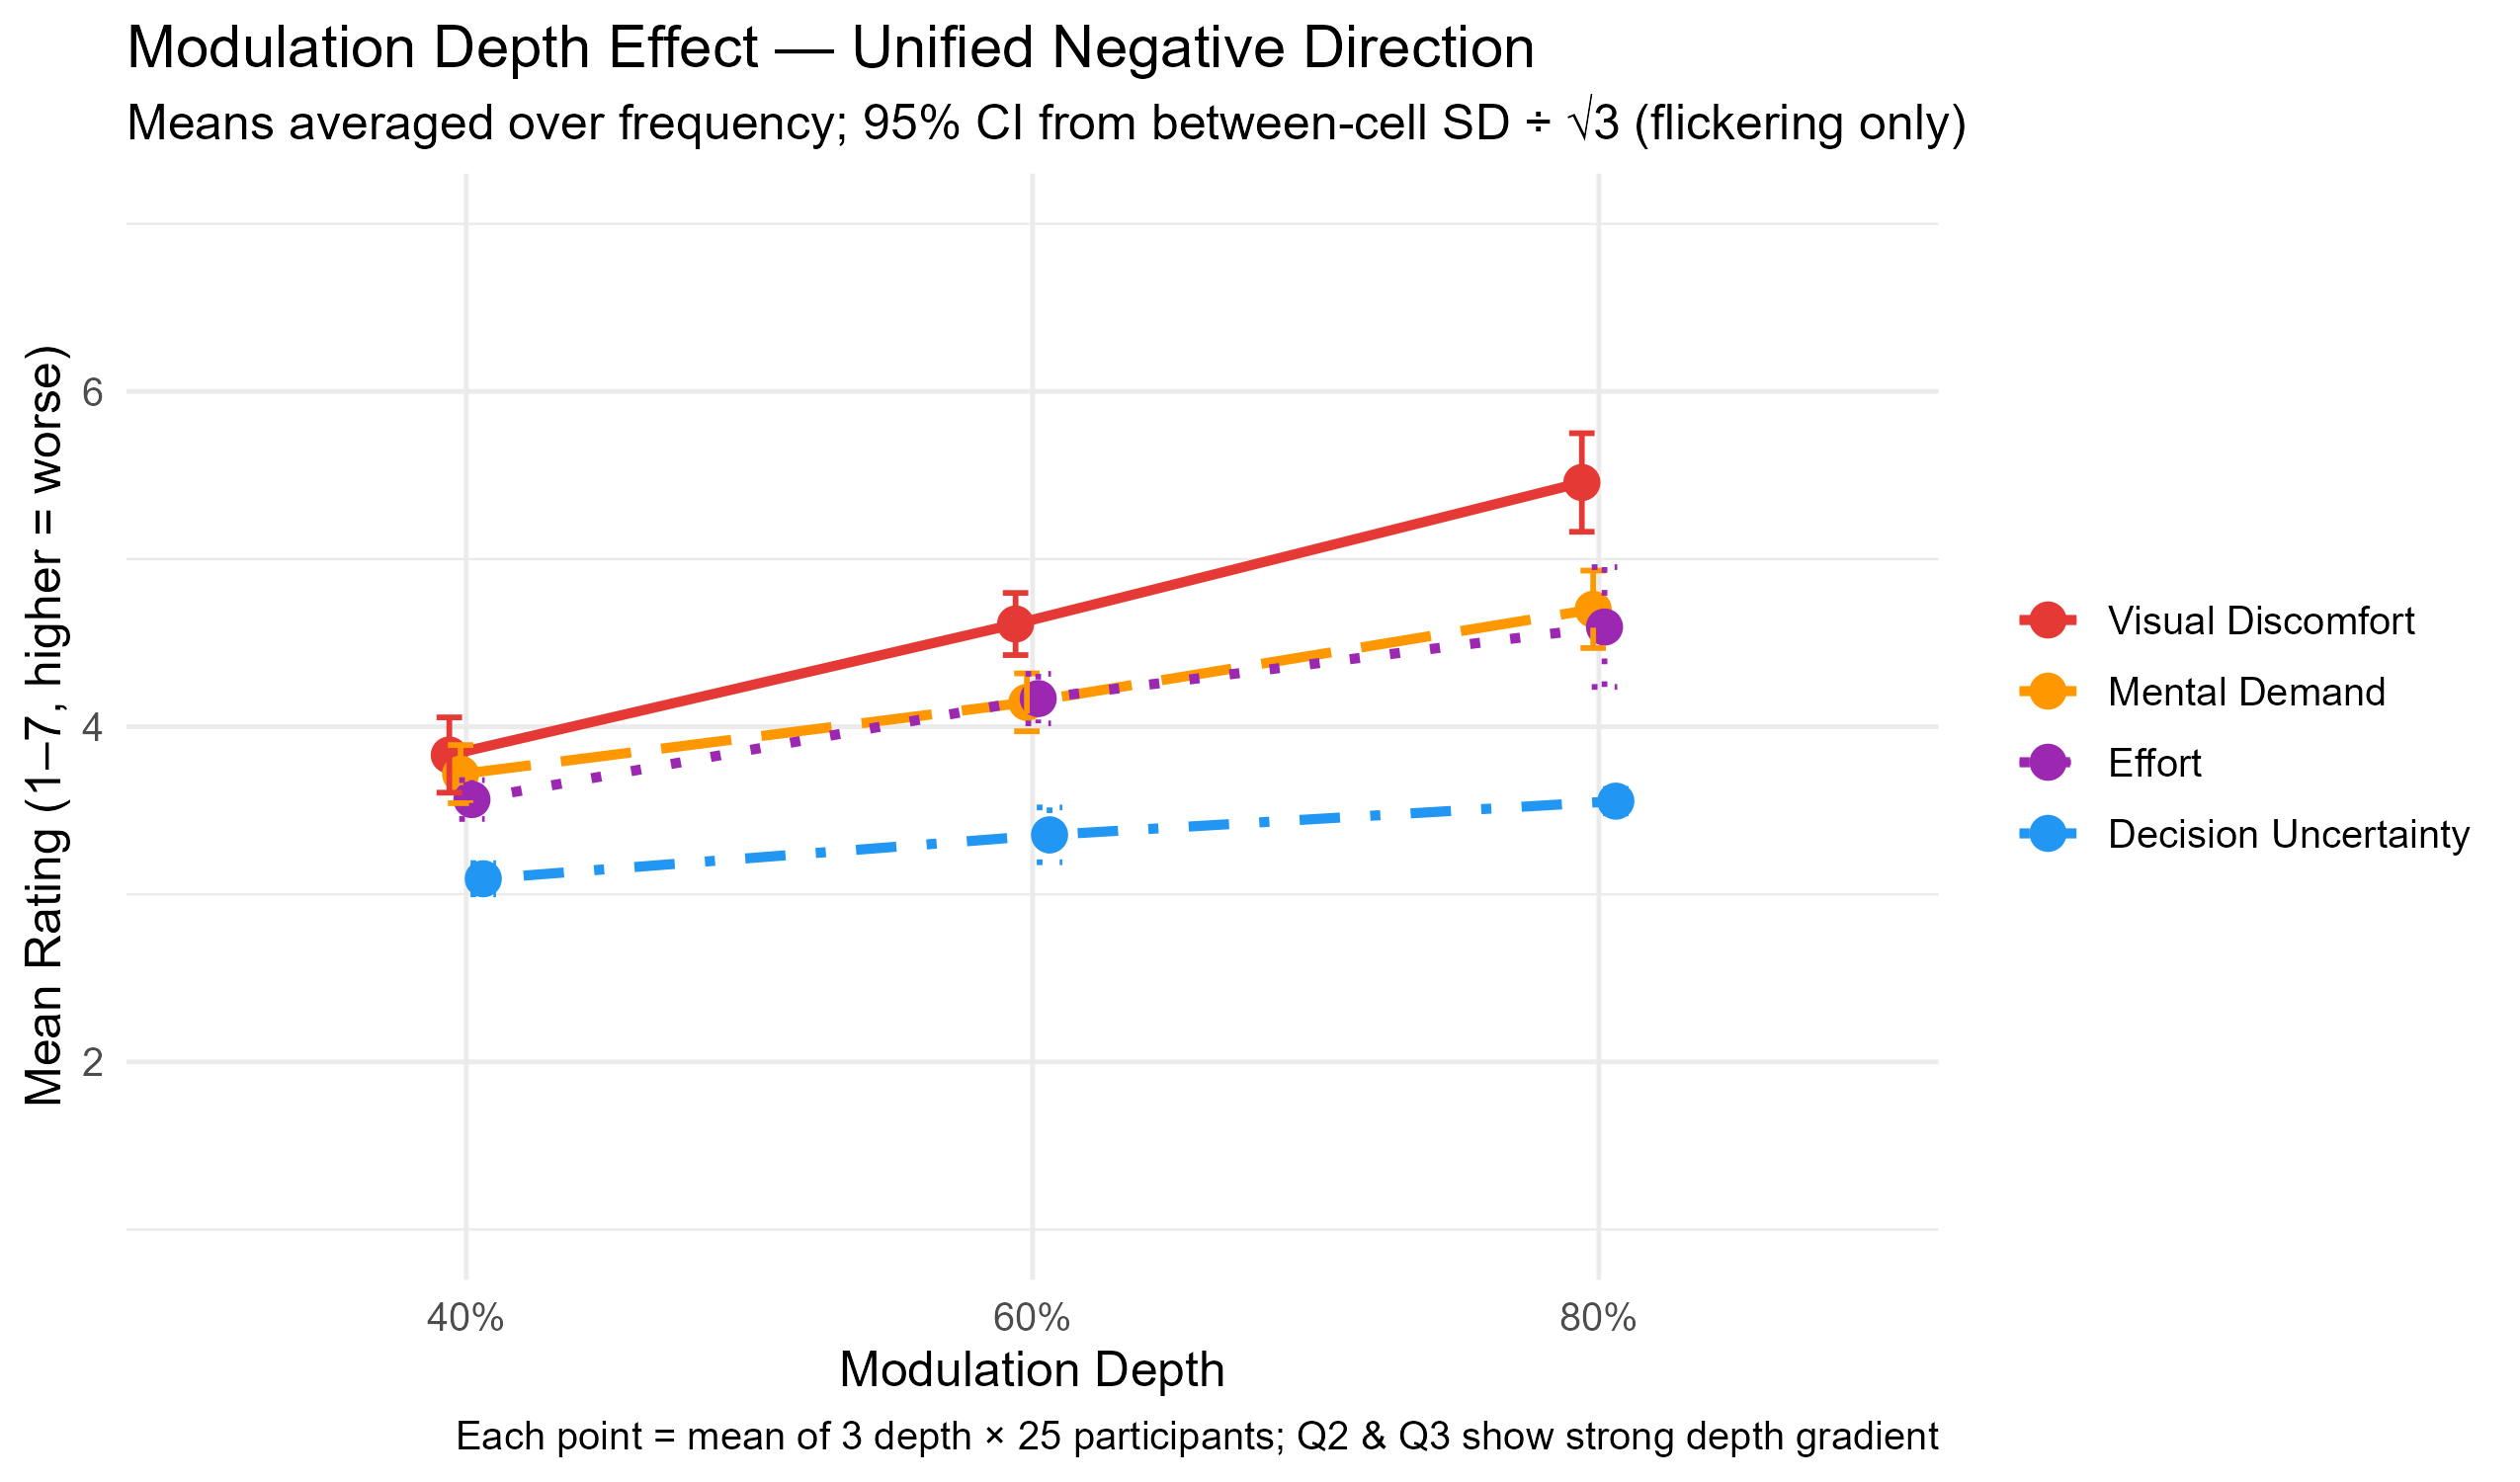 Modulation Depth Effect — Unified Negative Direction
Means averaged over frequency; 95% CI from between-cell SD ÷ √3 (flickering only)
Mean Rating (1–7, higher = worse)
6
4
2
40%
60%
80%
Modulation Depth
Visual Discomfort
Mental Demand
Effort
Decision Uncertainty
Each point = mean of 3 depth × 25 participants; Q2 & Q3 show strong depth gradient